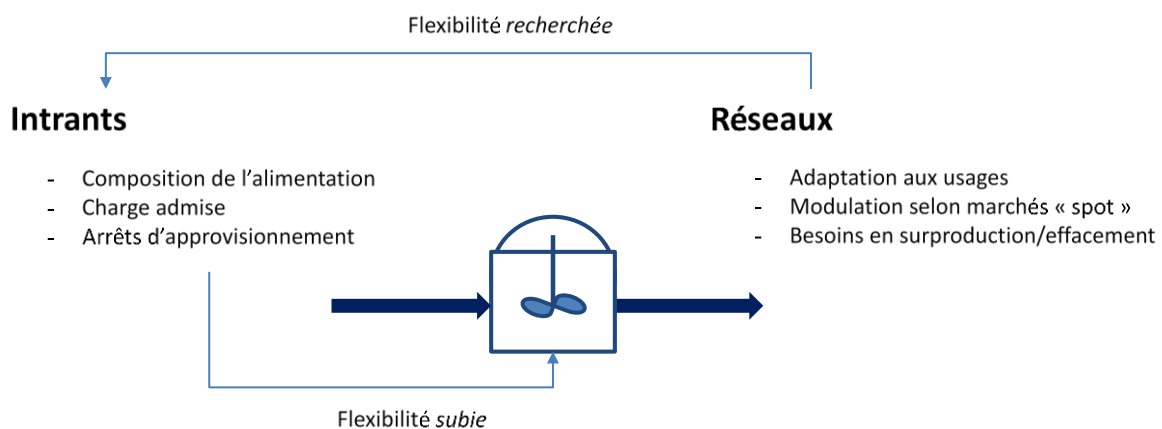 Flexibilité recherchée
Intrants
- Composition de l’alimentation
- Charge admise
- Arrêts d’approvisionnement
Réseaux
- Adaptation aux usages
- Modulation selon marchés « spot »
- Besoins en surproduction/effacement
Flexibilité subie